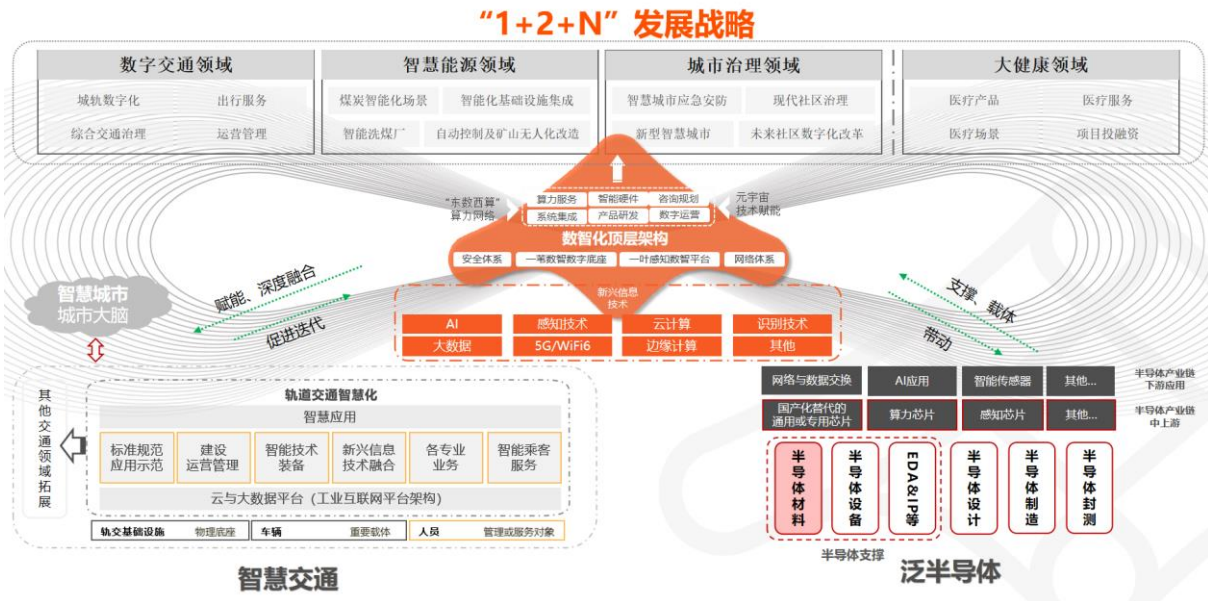 “1+2+N”发展战略
数字交通领域
城轨数字化
出行服务
综合交通治理
运营管理
智慧能源领域
煤炭智能化场景
智能化基础设施集成
智能洗煤厂
自动控制及矿山无人化改造
城市治理领域
智慧城市应急安防
现代社区治理
新型智慧城市
未来社区数字化改革
大健康领域
医疗产品
医疗服务
医疗场景
项目投融资
“东数西算”
算力网络
算力服务
智能硬件
咨询规划
系统集成
产品研发
数字运营
元宇宙
技术赋能
数智化顶层架构
安全体系
一苇数智数字底座
一叶感知数智平台
网络体系
新兴信息
技术
AI
感知技术
云计算
识别技术
大数据
5G/WiFi6
边缘计算
其他
智慧城市
城市大脑
赋能、深度融合
促进迭代
支撑、载体
带动
其他交通领域拓展
轨道交通智慧化
智慧应用
标准规范
应用示范
建设
运营管理
智能技术
装备
新兴信息
技术融合
各专业
业务
智能乘客
服务
云与大数据平台（工业互联网平台架构）
轨交基础设施
物理底座
车辆
重要载体
人员
管理或服务对象
智慧交通
网络与数据交换
AI应用
智能传感器
其他...
半导体产业链
下游应用
国产化替代的
通用或专用芯片
算力芯片
感知芯片
其他...
半导体产业链
中上游
半导体材料
半导体设备
EDA&IP等
半导体设计
半导体制造
半导体封测
半导体支撑
泛半导体